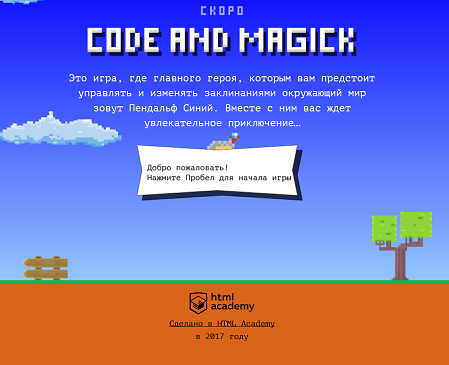 СКОРО
CODE AND MAGICK
Это игра, где главного героя, которым вам предстоит
управлять и изменять заклинаниями окружающий мир
зовут Пендальф Синий. Вместе с ним вас ждет
увлекательное приключение…
Добро пожаловать!
Нажмите Пробел для начала игры
html
academy
Сделано в HTML Academy
в 2017 году